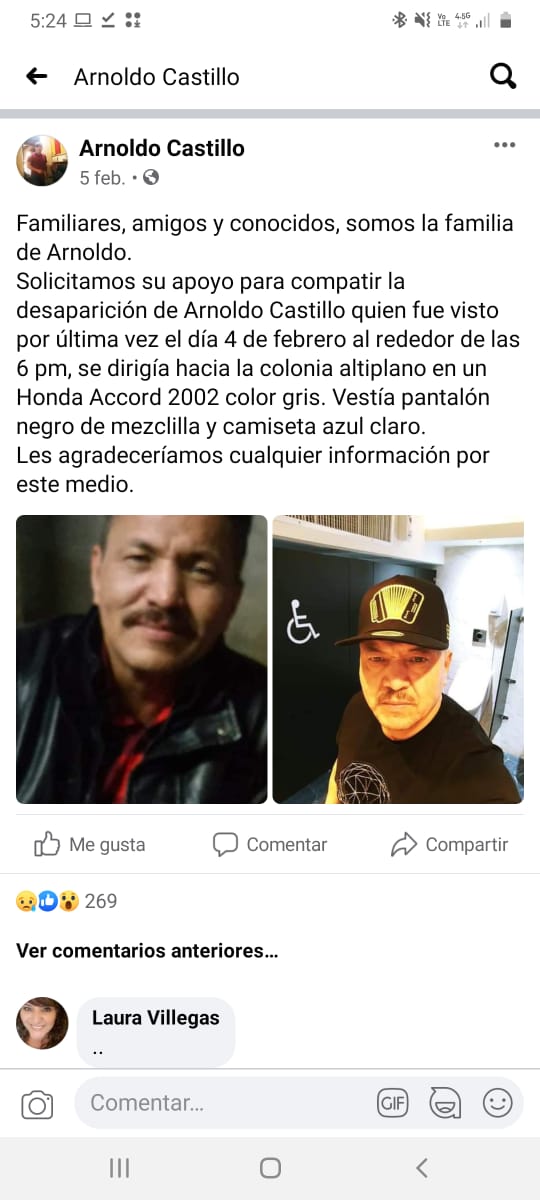 5:24
Vo LTE 4.5G
Arnoldo Castillo
Arnoldo Castillo
5 feb. •
Familiares, amigos y conocidos, somos la familia
de Arnoldo.
Solicitamos su apoyo para compatir la
desaparición de Arnoldo Castillo quien fue visto
por última vez el día 4 de febrero al rededor de las
6 pm, se dirigía hacia la colonia altiplano en un
Honda Accord 2002 color gris. Vestía pantalón
negro de mezclilla y camiseta azul claro.
Les agradeceríamos cualquier información por
este medio.
Me gusta
Comentar
Compartir
269
Ver comentarios anteriores...
Laura Villegas
..
Comentar...
GIF